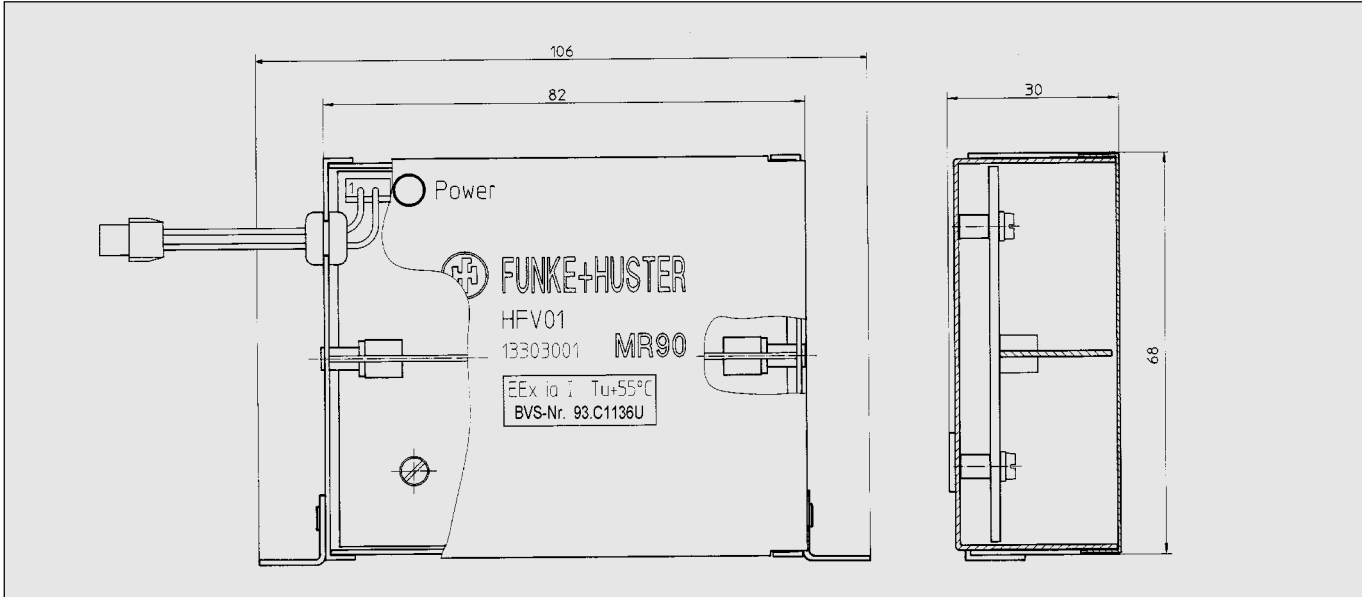 106
82
30
1
Power
FUNKE+HUSTER
HFV01
13303001 MR90
EEx ia I Tu+55°C
BVS-Nr. 93.C1136U
68